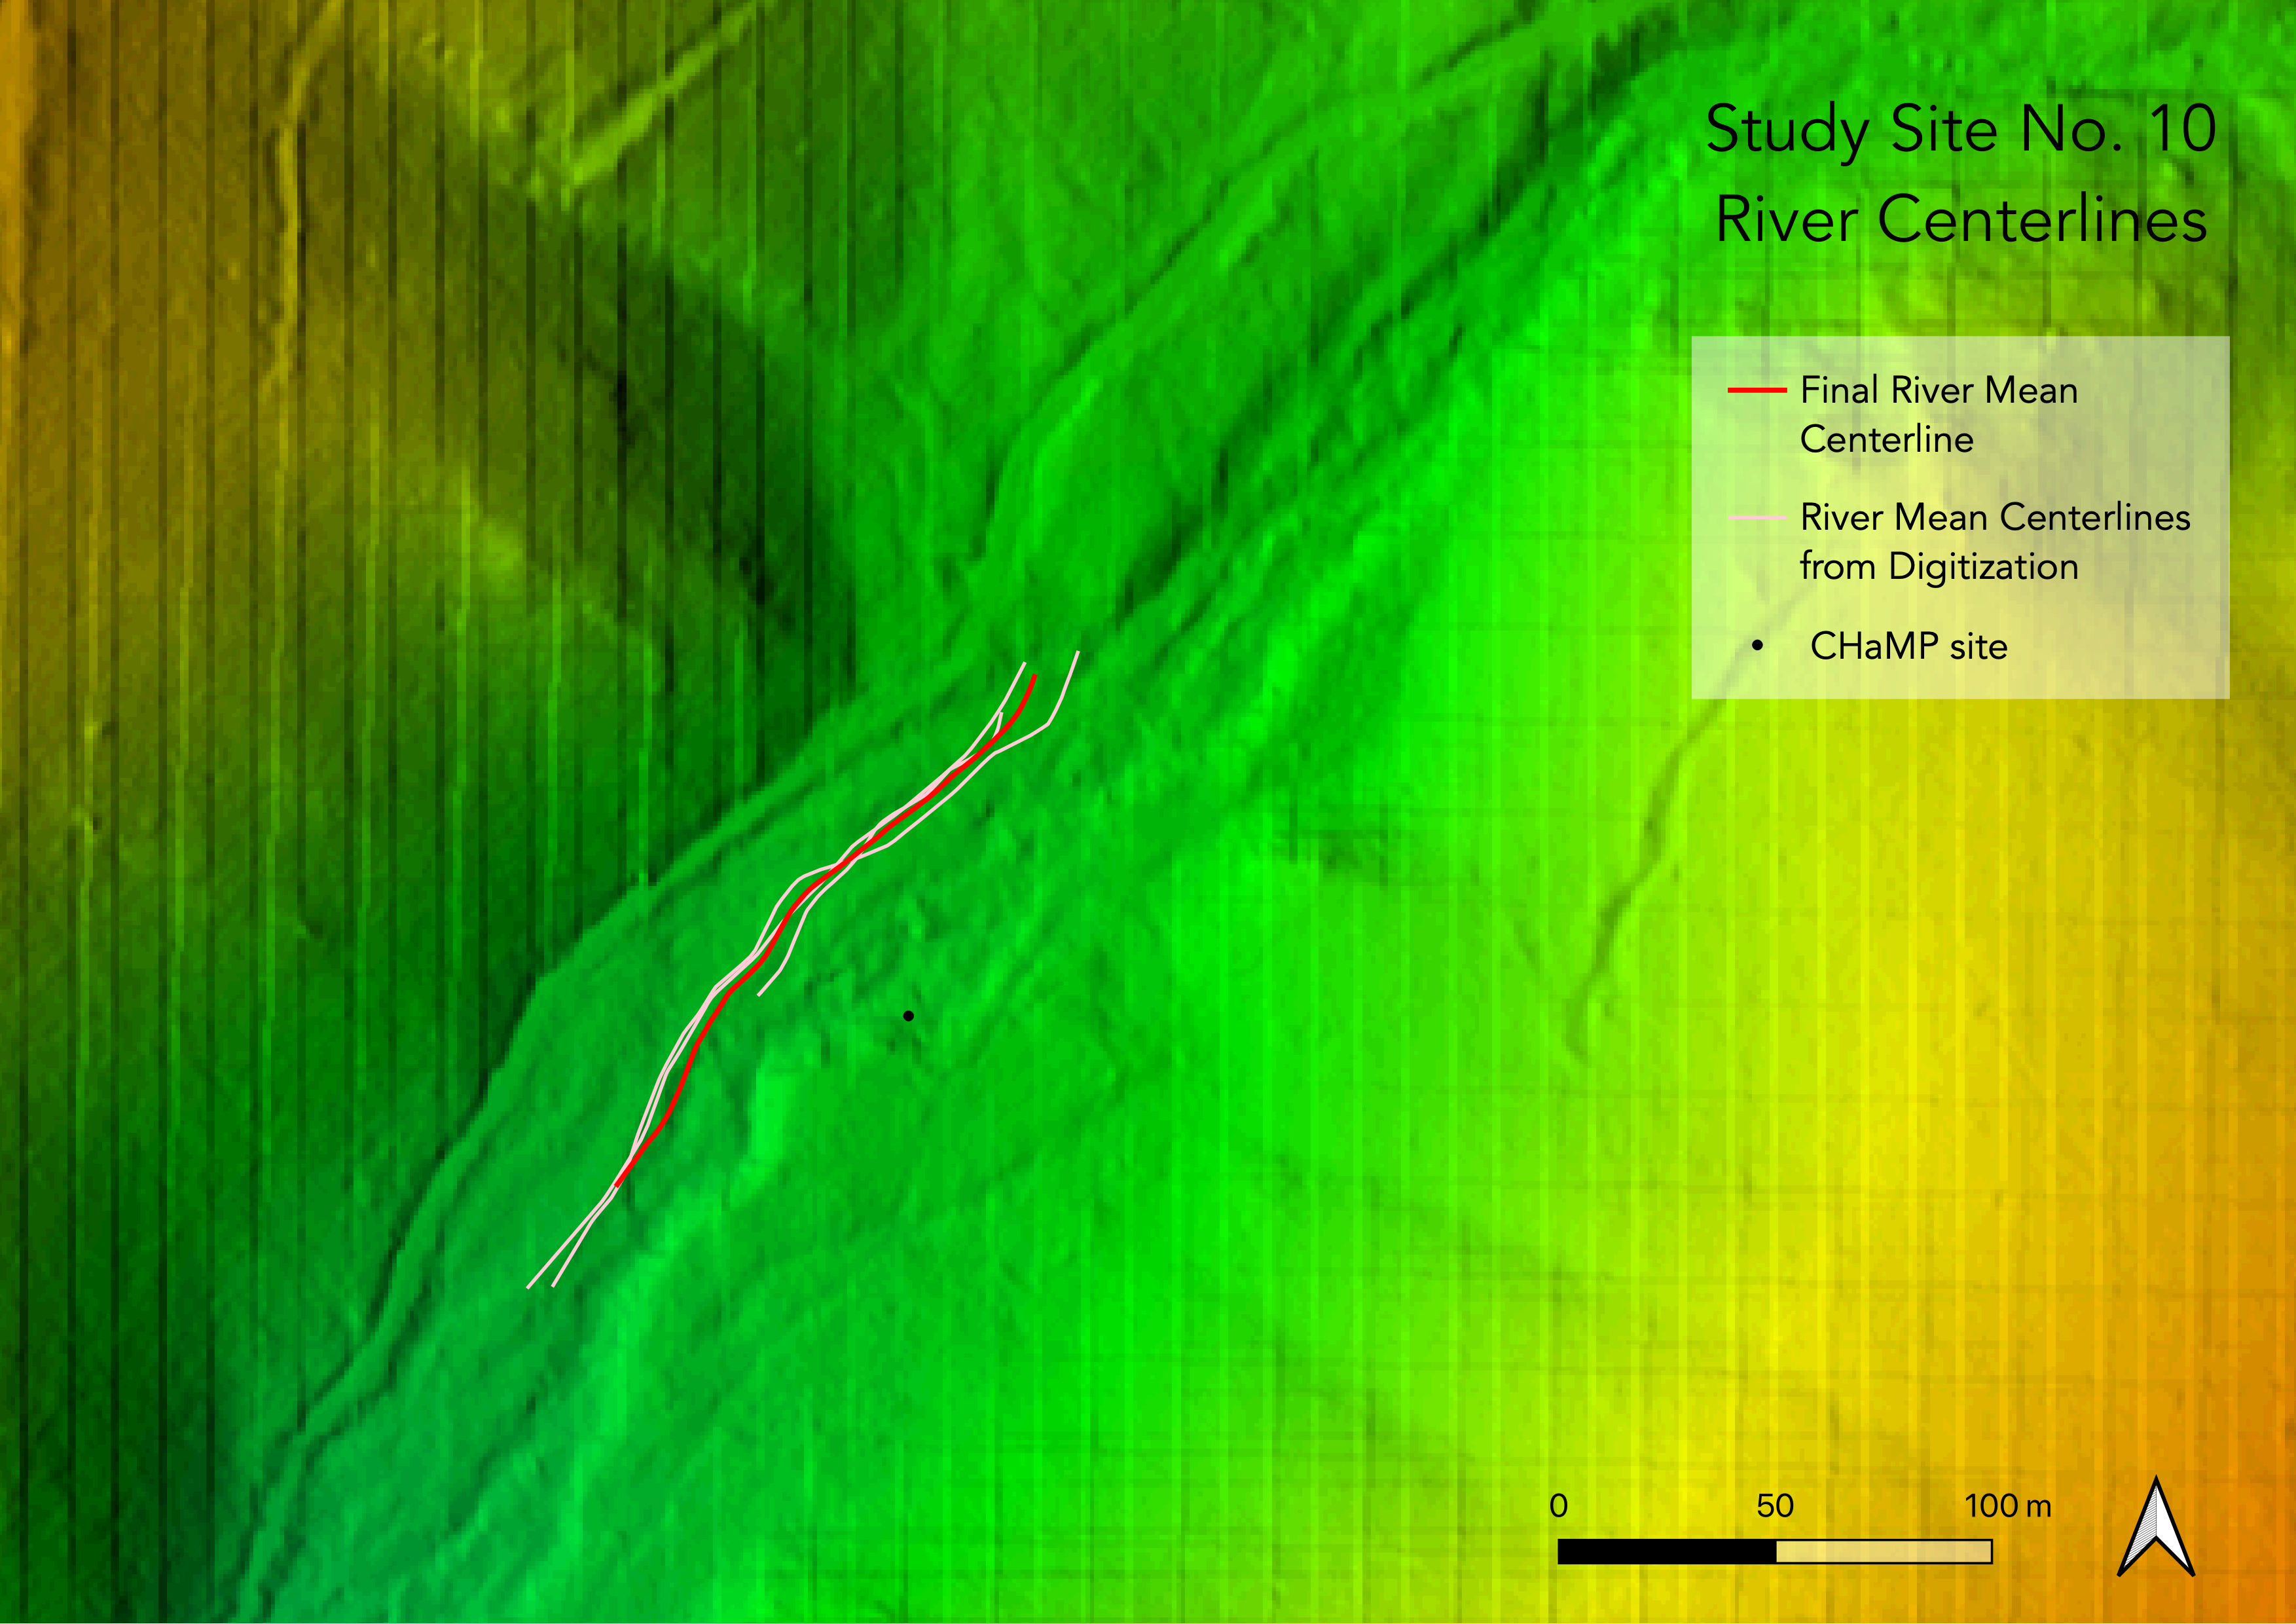 Study Site No. 10
River Centerlines
Final River Mean
Centerline
River Mean Centerlines
from Digitization
CHaMP site
0 50 100 m